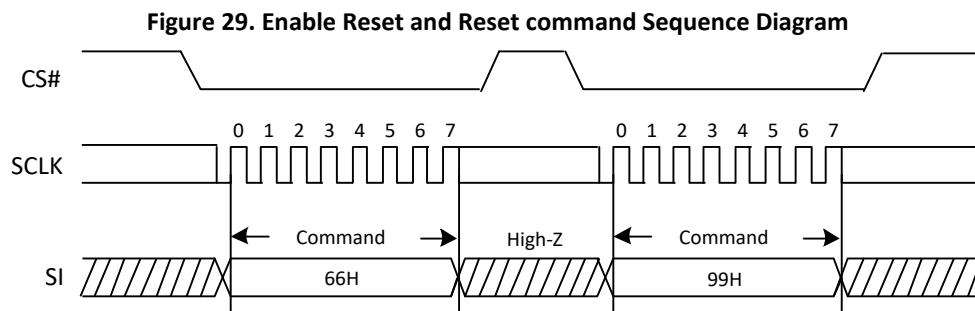 Figure 29. Enable Reset and Reset command Sequence Diagram
CS#
0 1 2 3 4 5 6 7 0 1 2 3 4 5 6 7
SCLK
Command High-Z Command
SI 66H 99H